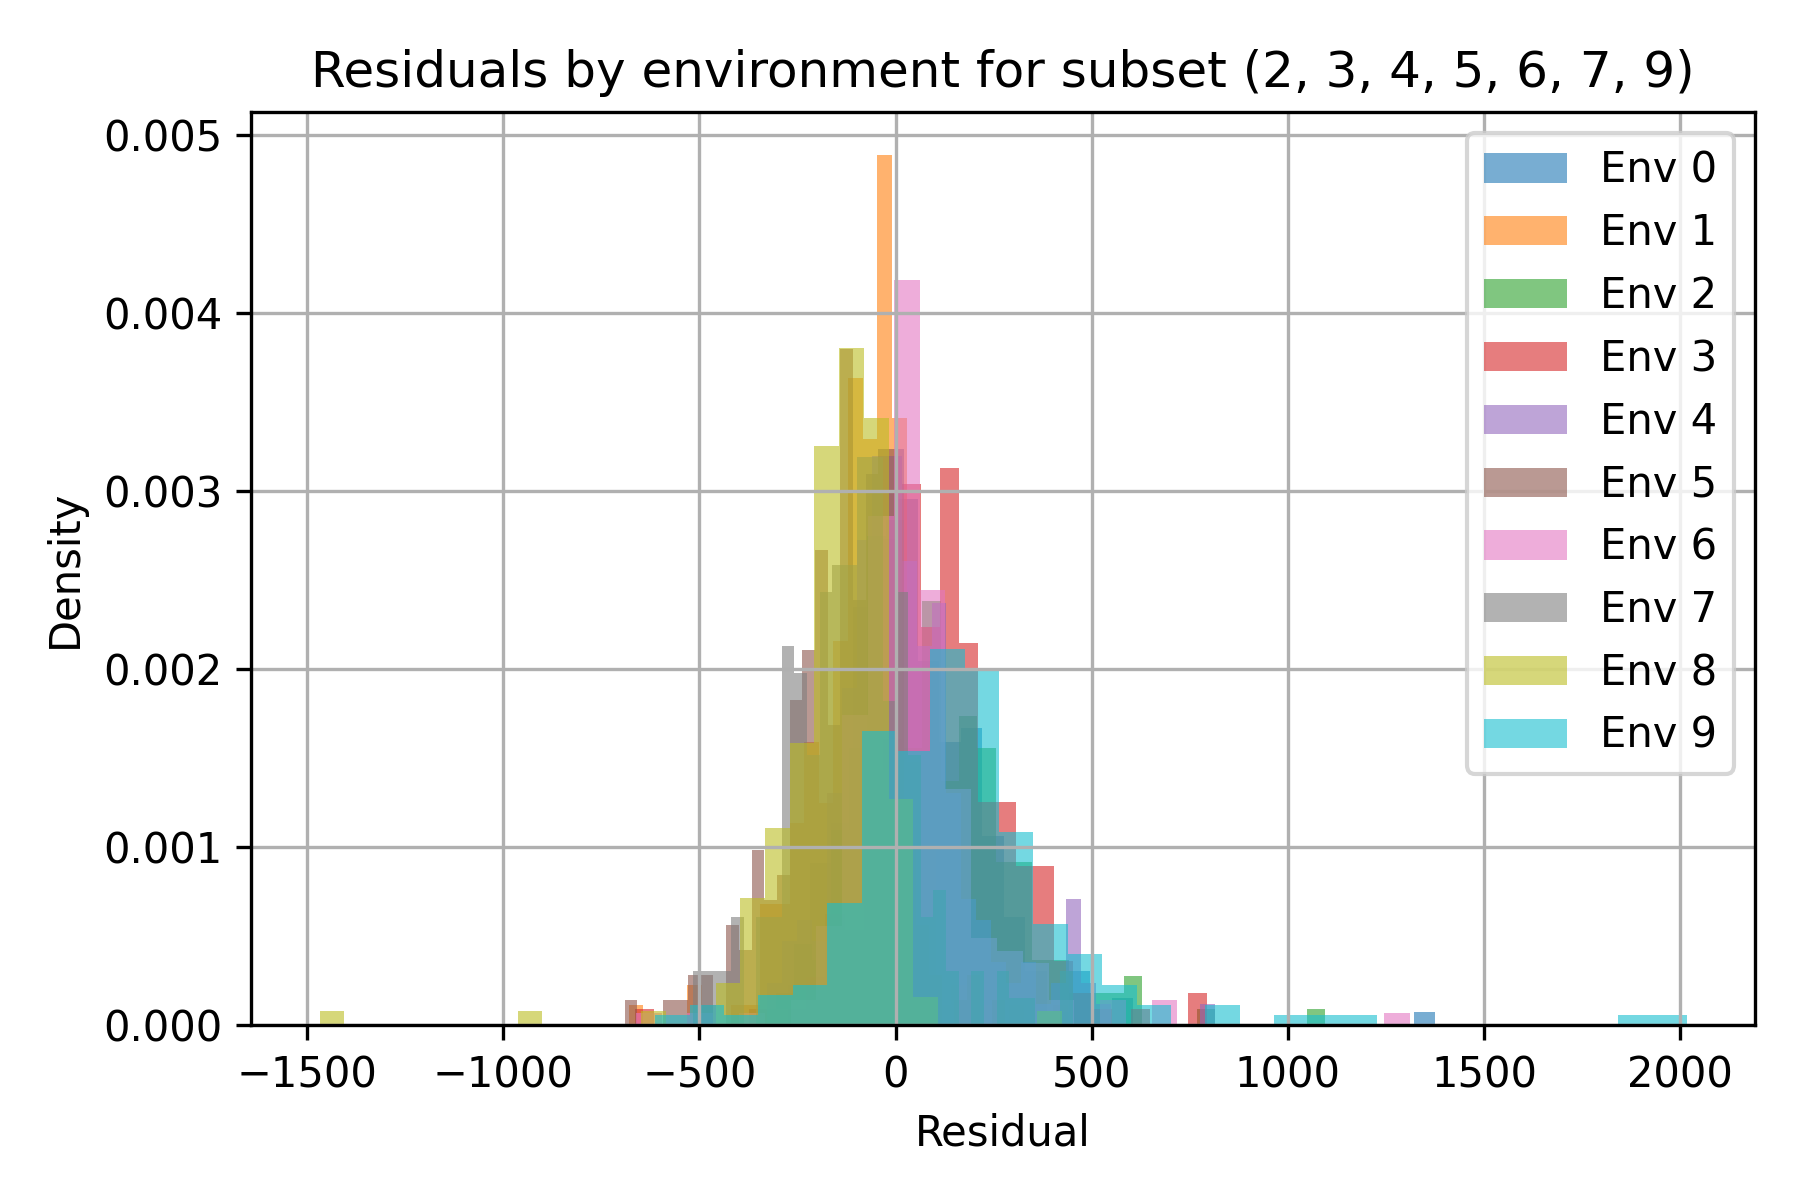 Residuals by environment for subset (2, 3, 4, 5, 6, 7, 9)
0.005
0.004
0.003
0.002
0.001
0.000
Density
−1500
−1000
−500
0
500
1000
1500
2000
Residual
Env 0
Env 1
Env 2
Env 3
Env 4
Env 5
Env 6
Env 7
Env 8
Env 9